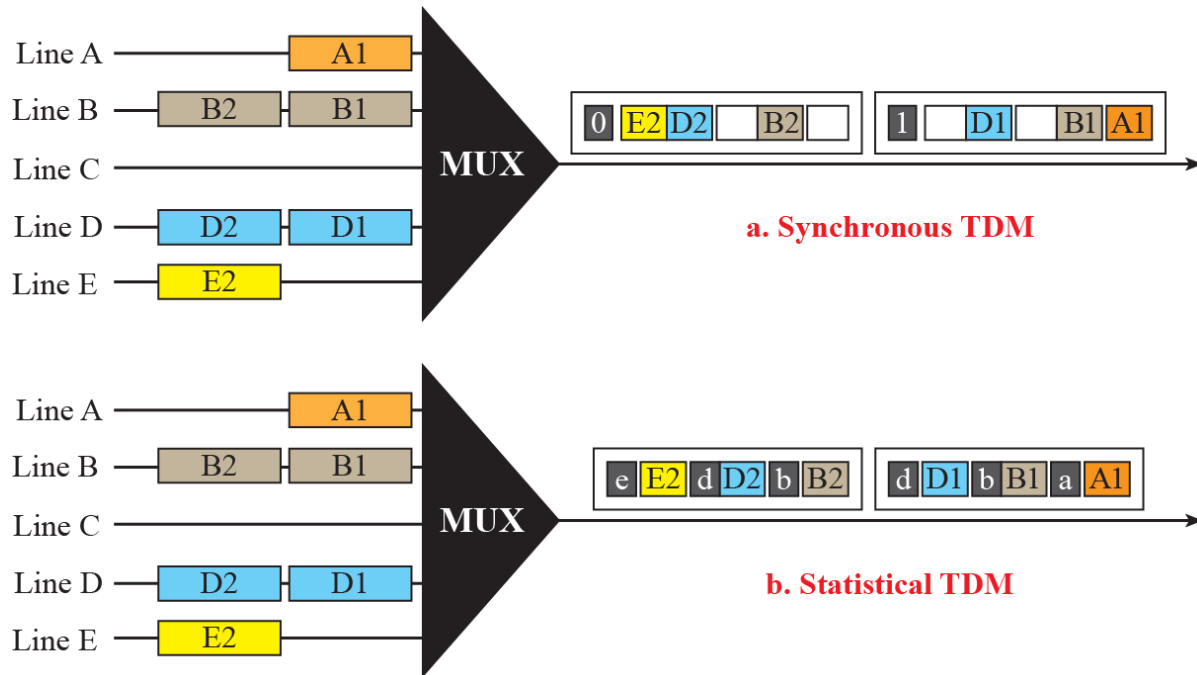 Line A A1
Line B B2 B1
Line C
Line D D2 D1
Line E E2
MUX
0 E2 D2 B2
1 D1 B1 A1
a. Synchronous TDM
Line A A1
Line B B2 B1
Line C
Line D D2 D1
Line E E2
MUX
e E2 d D2 b B2
d D1 b B1 a A1
b. Statistical TDM